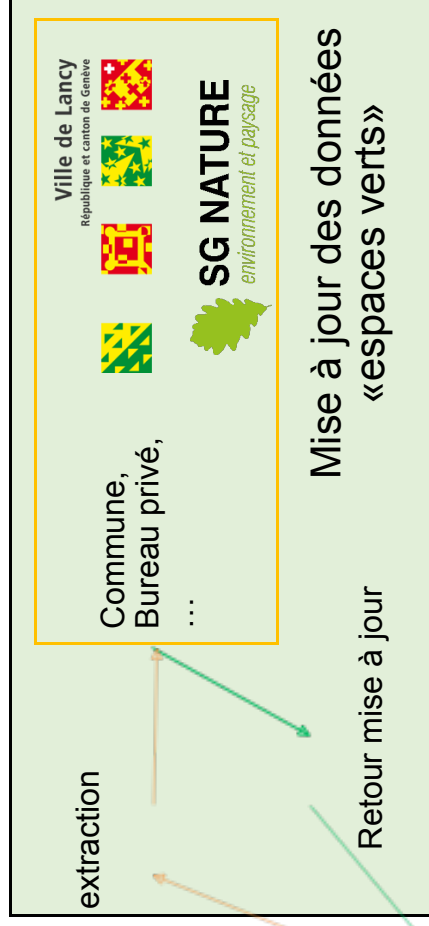 extraction
Commune,
Bureau privé,
…
Ville de Lancy
République et canton de Genève
SG NATURE
environnement et paysage
Mise à jour des données
«espaces verts»
Retour mise à jour